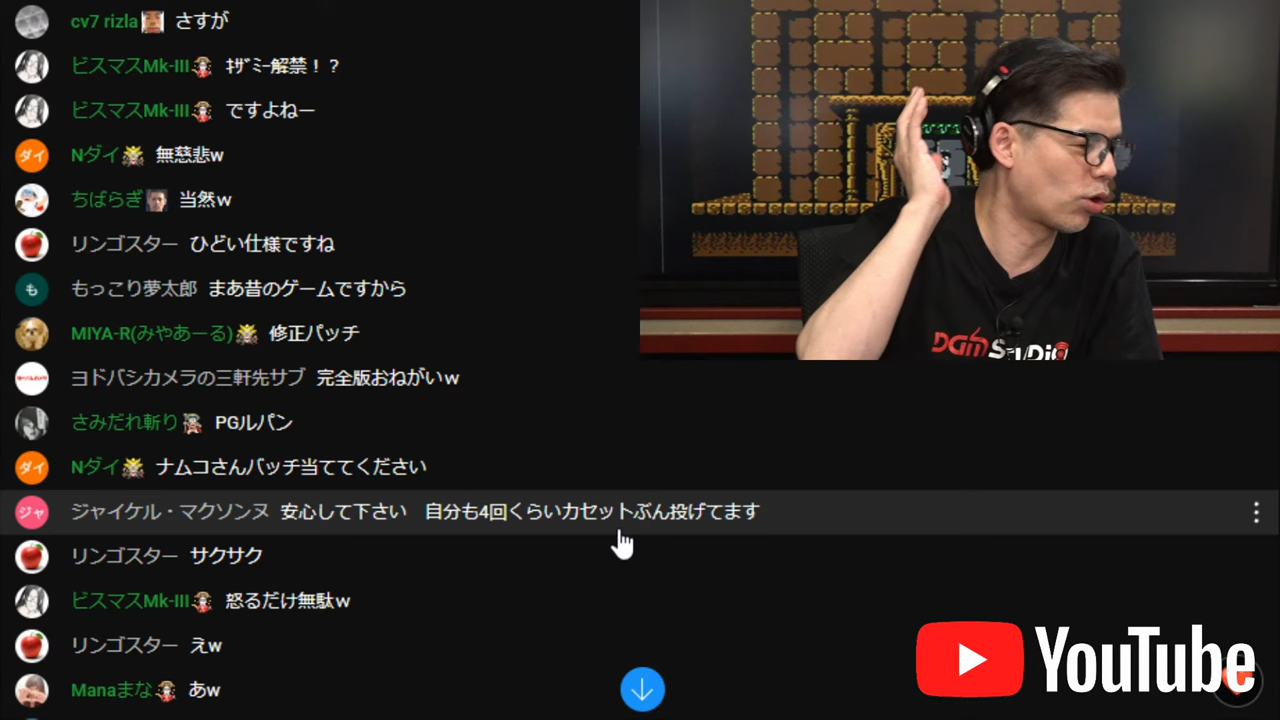 cv7 rizla さすが
ビスマスMk-III ｷｻﾞﾐｰ解禁！？
ビスマスMk-III ですよねー
ダイ Nダイ 無慈悲w
ちばらぎ 当然w
リンゴスター ひどい仕様ですね
も もっこり夢太郎 まあ昔のゲームですから
MIYA-R(みやあーる) 修正パッチ
ヨドバシカメラの三軒先サブ 完全版おねがいw
さみだれ斬り PGルパン
ダイ Nダイ ナムコさんパッチ当ててください
ジャ ジャイケル・マクソンヌ 安心して下さい　自分も4回くらいカセットぶん投げてます
リンゴスター サクサク
ビスマスMk-III 怒るだけ無駄w
リンゴスター えw
Manaまな あw
DGM STUDIO
YouTube